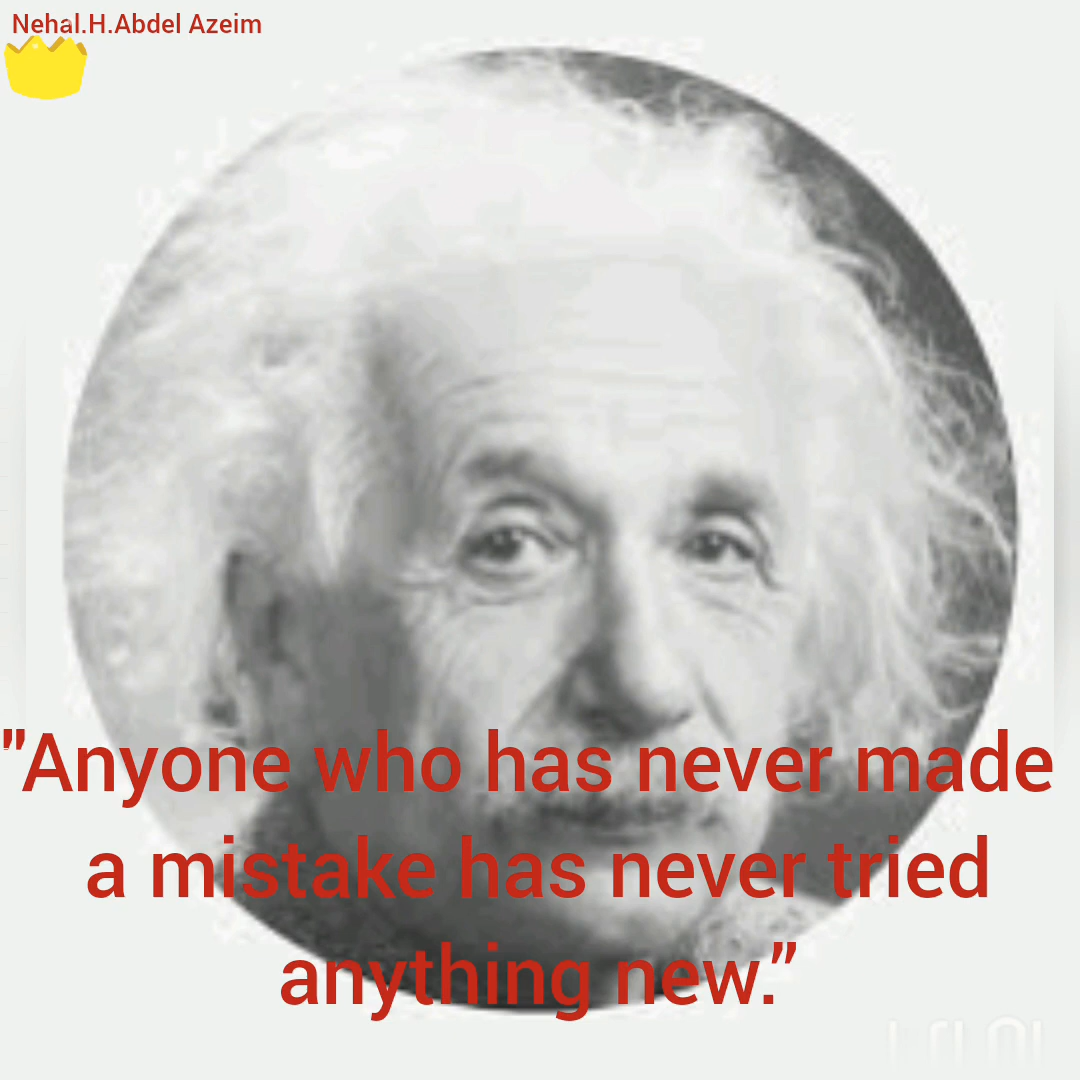 Nehal.H.Abdel Azeim
"Anyone who has never made
a mistake has never tried
anything new.”